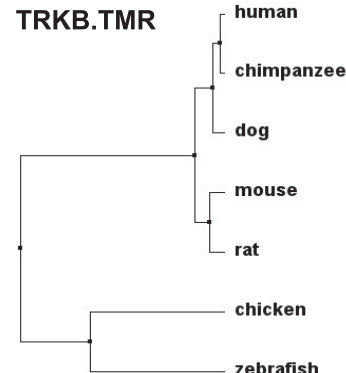 TRKB.TMR
human
chimpanzee
dog
mouse
rat
chicken
zebrafish